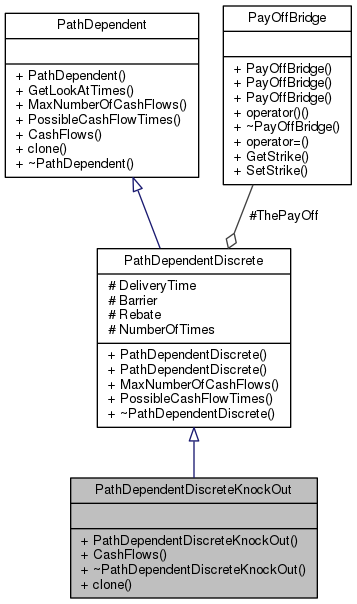 PathDependent
+ PathDependent()
+ GetLookAtTimes()
+ MaxNumberOfCashFlows()
+ PossibleCashFlowTimes()
+ CashFlows()
+ clone()
+ ~PathDependent()
PayOffBridge
+ PayOffBridge()
+ PayOffBridge()
+ PayOffBridge()
+ operator()()
+ ~PayOffBridge()
+ operator=()
+ GetStrike()
+ SetStrike()
#ThePayOff
PathDependentDiscrete
# DeliveryTime
# Barrier
# Rebate
# NumberOfTimes
+ PathDependentDiscrete()
+ PathDependentDiscrete()
+ MaxNumberOfCashFlows()
+ PossibleCashFlowTimes()
+ ~PathDependentDiscrete()
PathDependentDiscreteKnockOut
+ PathDependentDiscreteKnockOut()
+ CashFlows()
+ ~PathDependentDiscreteKnockOut()
+ clone()